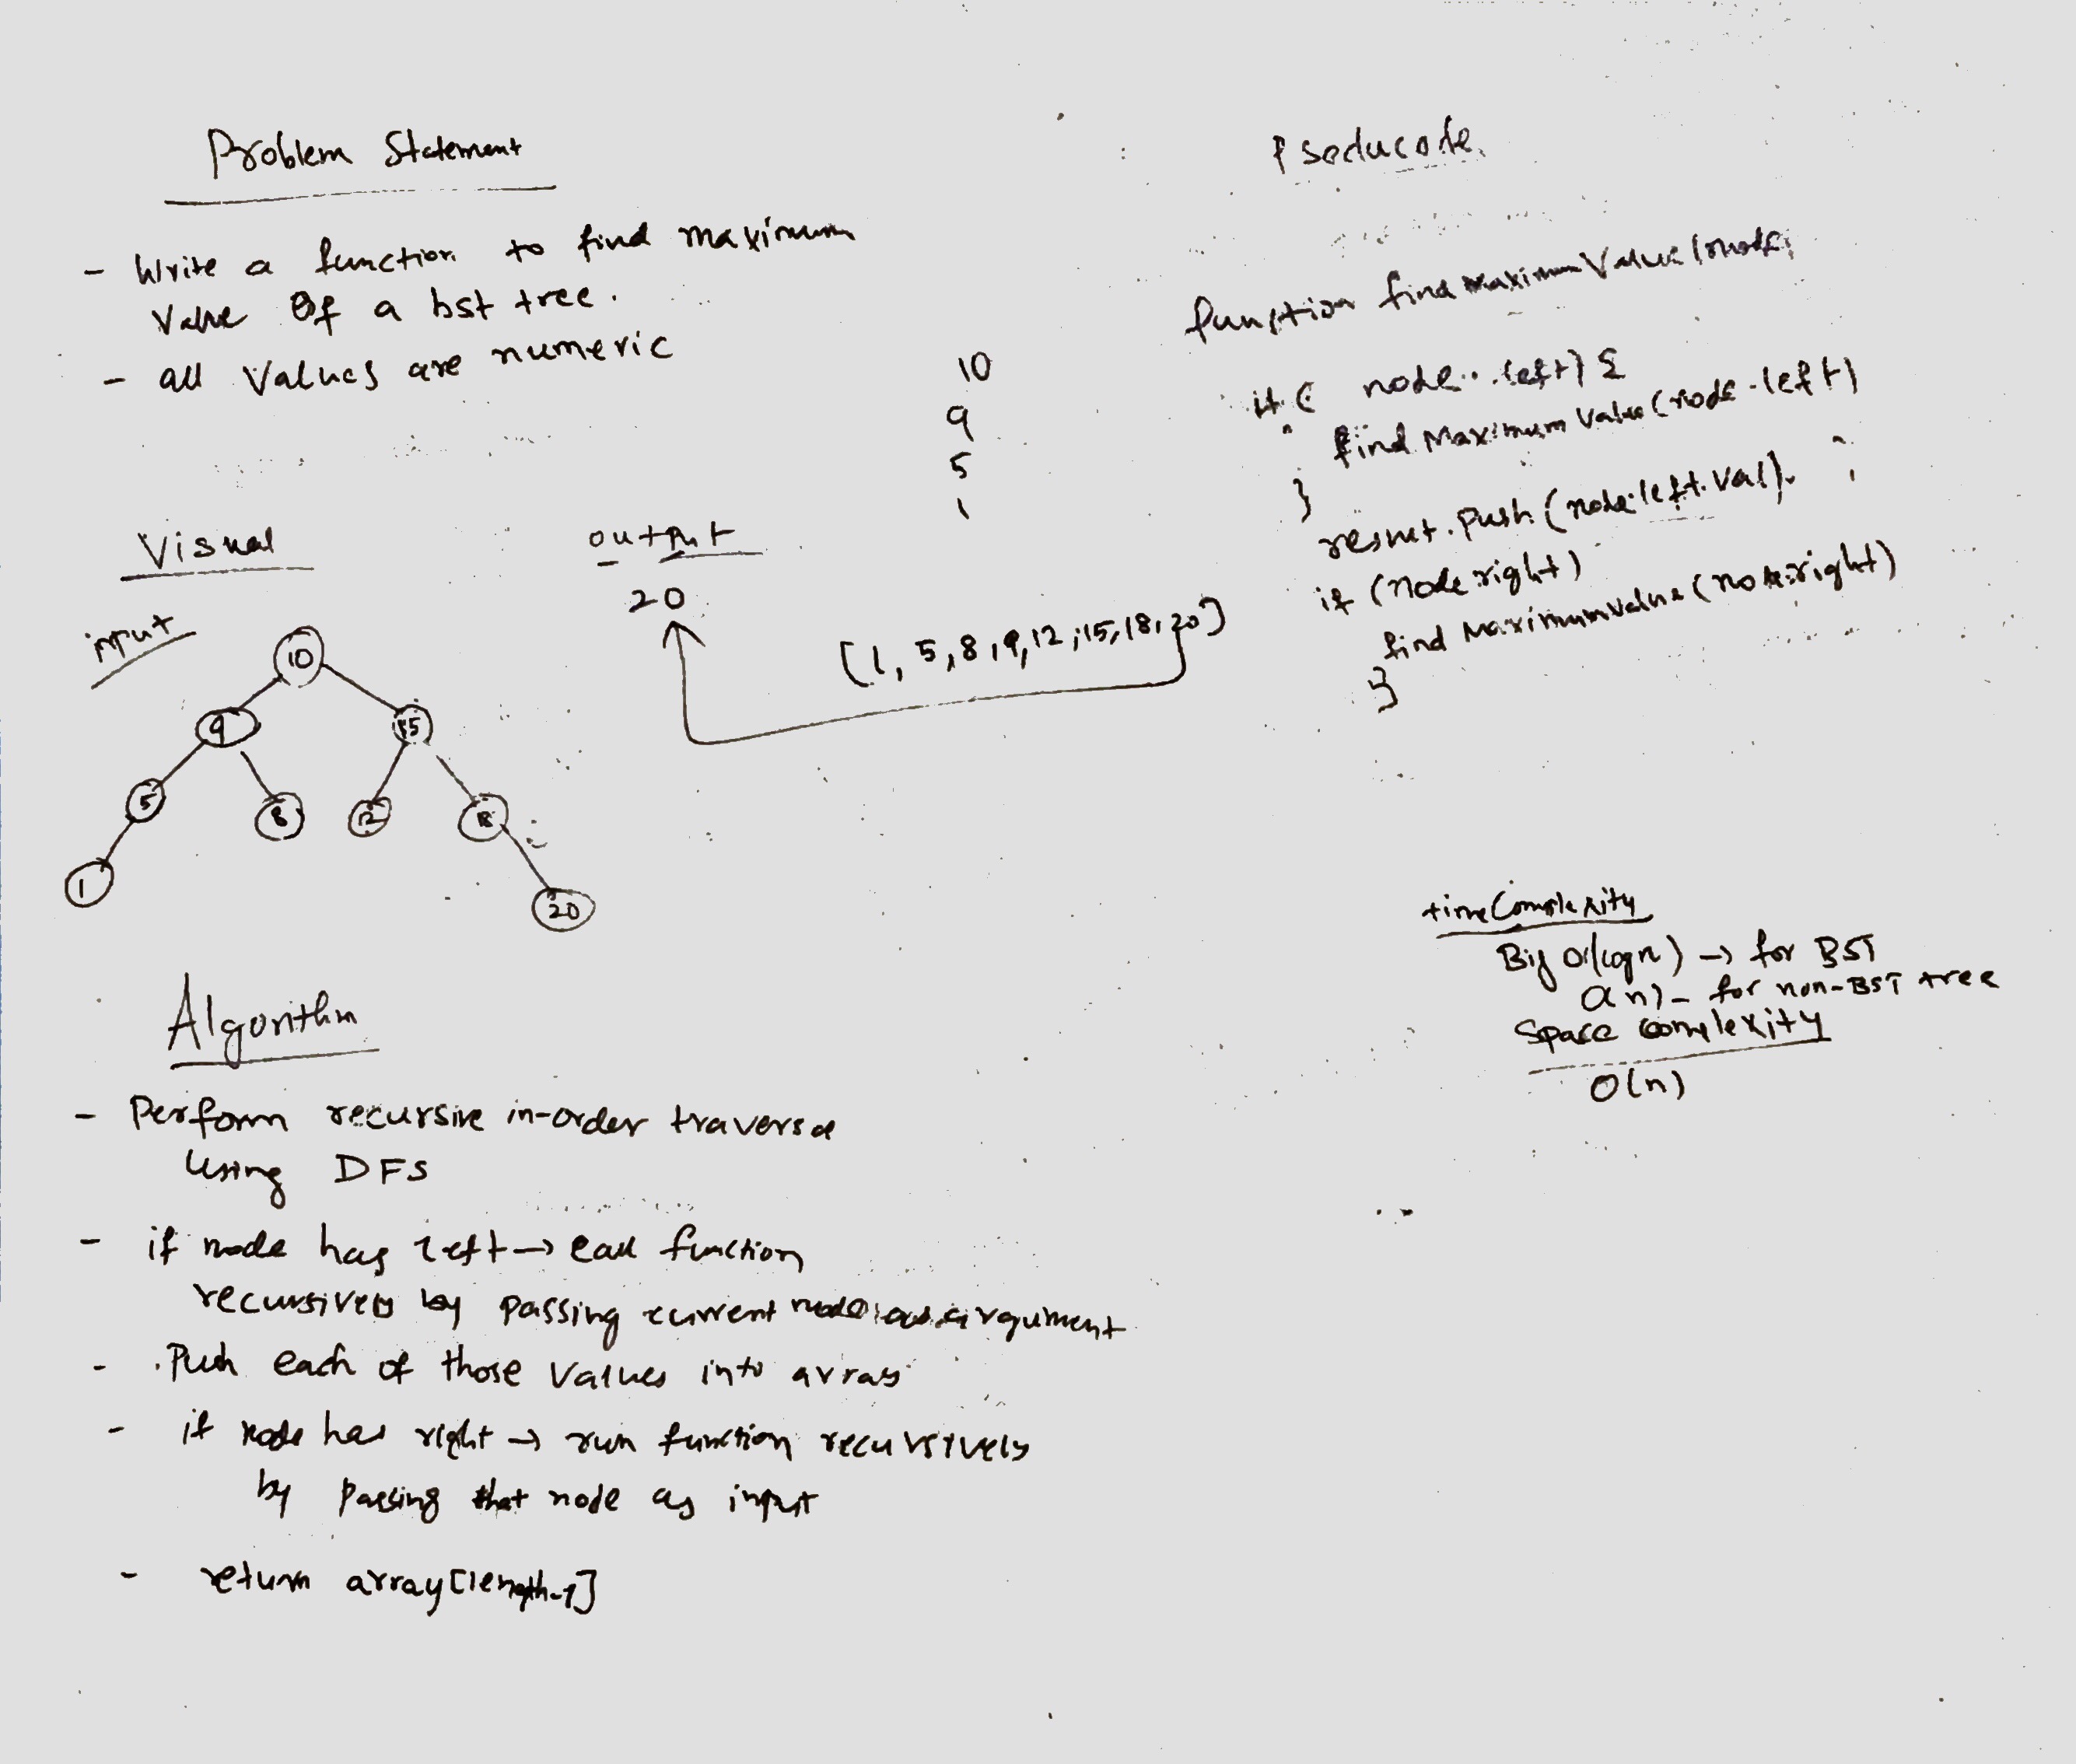 Problem Statement
- Write a function to find maximum
Value of a bst tree.
- all Values are numeric
10
9
5
1
Visual
input
10
9
15
5
8
12
18
1
20
output
20
[1, 5, 8, 9, 12, 15, 18, 20]
Algorithm
- Perform recursive in-order traversal
Using DFS
- if node has left → call function
recursively by passing current node as argument
- Push each of those Values into array
- if node has right → run function recursively
by passing that node as input
- return array[length-1]
Pseducode
function findMaximumValue(node)
if ( node.left) {
findMaximumValue(node.left)
}
result.push(node.left.val)
if (node.right)
findMaximumValue(node.right)
}
timeComplexity
Big O(logn) → for BST
O(n) - for non-BST tree
Space complexity
O(n)